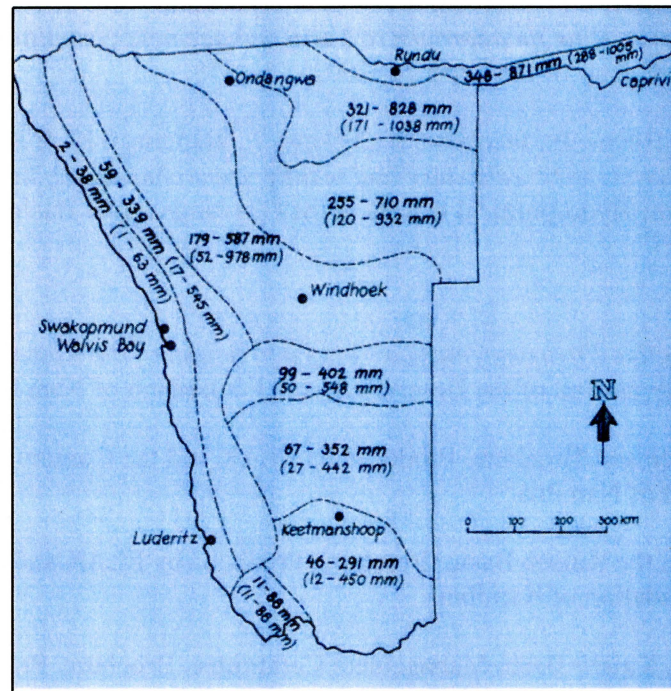 Rundu
Ondangwa
348-871 mm (288-1005 mm)
Caprivi
321-828 mm
(171-1038 mm)
2-38 mm (1-63 mm)
59-339 mm (17-545 mm)
255-710 mm
(120-932 mm)
179-587 mm
(52-978 mm)
Windhoek
Swakopmund
Walvis Bay
99-402 mm
(50-548 mm)
N
67-352 mm
(27-442 mm)
Keetmanshoop
Luderitz
0 100 200 300 km
46-291 mm
(12-450 mm)
11-88 mm
(11-88 mm)